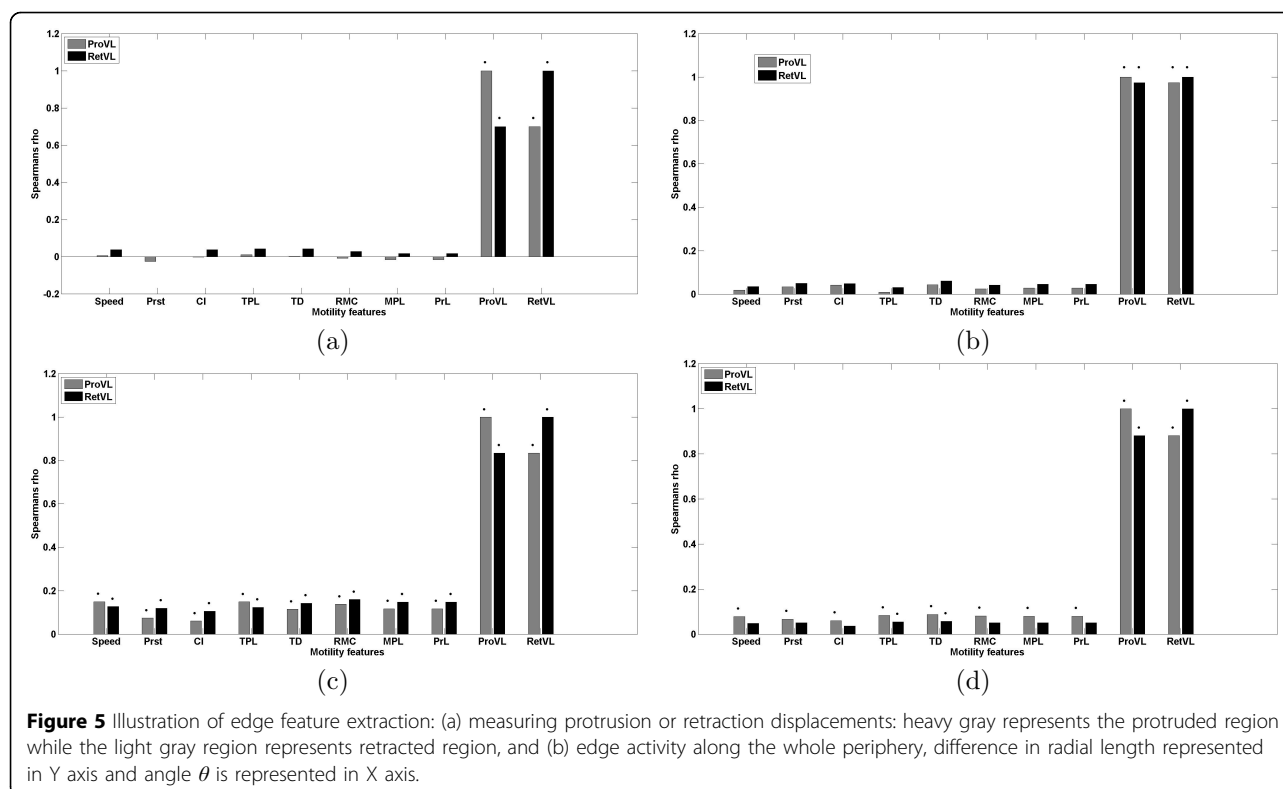 1.2
1
0.8
0.6
0.4
0.2
0
-0.2
Spearmans rho
ProVL
RetVL
Speed Prst CI TPL TD RMC MPL PrL ProVL RetVL
Motility features
(a)
1.2
1
0.8
0.6
0.4
0.2
0
Spearmans rho
ProVL
RetVL
Speed Prst CI TPL TD RMC MPL PrL ProVL RetVL
Motility features
(b)
1.2
1
0.8
0.6
0.4
0.2
0
Spearmans rho
ProVL
RetVL
Speed Prst CI TPL TD RMC MPL PrL ProVL RetVL
Motility features
(c)
1.2
1
0.8
0.6
0.4
0.2
0
Spearmans rho
ProVL
RetVL
Speed Prst CI TPL TD RMC MPL PrL ProVL RetVL
Motility features
(d)
Figure 5 Illustration of edge feature extraction: (a) measuring protrusion or retraction displacements: heavy gray represents the protruded region
while the light gray region represents retracted region, and (b) edge activity along the whole periphery, difference in radial length represented
in Y axis and angle θ is represented in X axis.